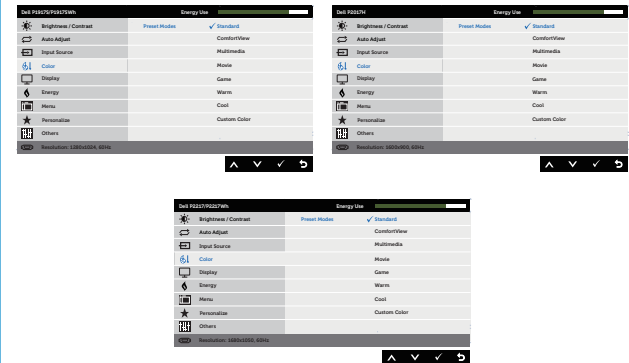 Dell P1917S/P1917SWh Energy Use
Brightness / Contrast Preset Modes ✓ Standard
Auto Adjust ComfortView
Input Source Multimedia
Color Movie
Display Game
Energy Warm
Menu Cool
Personalize Custom Color
Others
Resolution: 1280x1024, 60Hz
Dell P2017H Energy Use
Brightness / Contrast Preset Modes ✓ Standard
Auto Adjust ComfortView
Input Source Multimedia
Color Movie
Display Game
Energy Warm
Menu Cool
Personalize Custom Color
Others
Resolution: 1600x900, 60Hz
Dell P2217/P2217Wh Energy Use
Brightness / Contrast Preset Modes ✓ Standard
Auto Adjust ComfortView
Input Source Multimedia
Color Movie
Display Game
Energy Warm
Menu Cool
Personalize Custom Color
Others
Resolution: 1680x1050, 60Hz